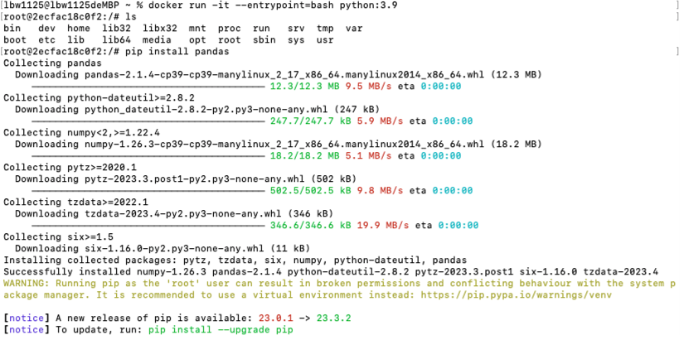 [lbw1125@lbw1125deMBP ~ % docker run -it --entrypoint=bash python:3.9 ]
[root@2ecfac18c0f2:/# ls ]
bin dev home lib32 libx32 mnt proc run srv tmp var
boot etc lib lib64 media opt root sbin sys usr
[root@2ecfac18c0f2:/# pip install pandas ]
Collecting pandas
Downloading pandas-2.1.4-cp39-cp39-manylinux_2_17_x86_64.manylinux2014_x86_64.whl (12.3 MB)
12.3/12.3 MB 9.5 MB/s eta 0:00:00
Collecting python-dateutil>=2.8.2
Downloading python_dateutil-2.8.2-py2.py3-none-any.whl (247 kB)
247.7/247.7 kB 5.9 MB/s eta 0:00:00
Collecting numpy<2,>=1.22.4
Downloading numpy-1.26.3-cp39-cp39-manylinux_2_17_x86_64.manylinux2014_x86_64.whl (18.2 MB)
18.2/18.2 MB 5.1 MB/s eta 0:00:00
Collecting pytz>=2020.1
Downloading pytz-2023.3.post1-py2.py3-none-any.whl (502 kB)
502.5/502.5 kB 9.8 MB/s eta 0:00:00
Collecting tzdata>=2022.1
Downloading tzdata-2023.4-py2.py3-none-any.whl (346 kB)
346.6/346.6 kB 19.9 MB/s eta 0:00:00
Collecting six>=1.5
Downloading six-1.16.0-py2.py3-none-any.whl (11 kB)
Installing collected packages: pytz, tzdata, six, numpy, python-dateutil, pandas
Successfully installed numpy-1.26.3 pandas-2.1.4 python-dateutil-2.8.2 pytz-2023.3.post1 six-1.16.0 tzdata-2023.4
WARNING: Running pip as the 'root' user can result in broken permissions and conflicting behaviour with the system p
ackage manager. It is recommended to use a virtual environment instead: https://pip.pypa.io/warnings/venv
[notice] A new release of pip is available: 23.0.1 -> 23.3.2
[notice] To update, run: pip install --upgrade pip